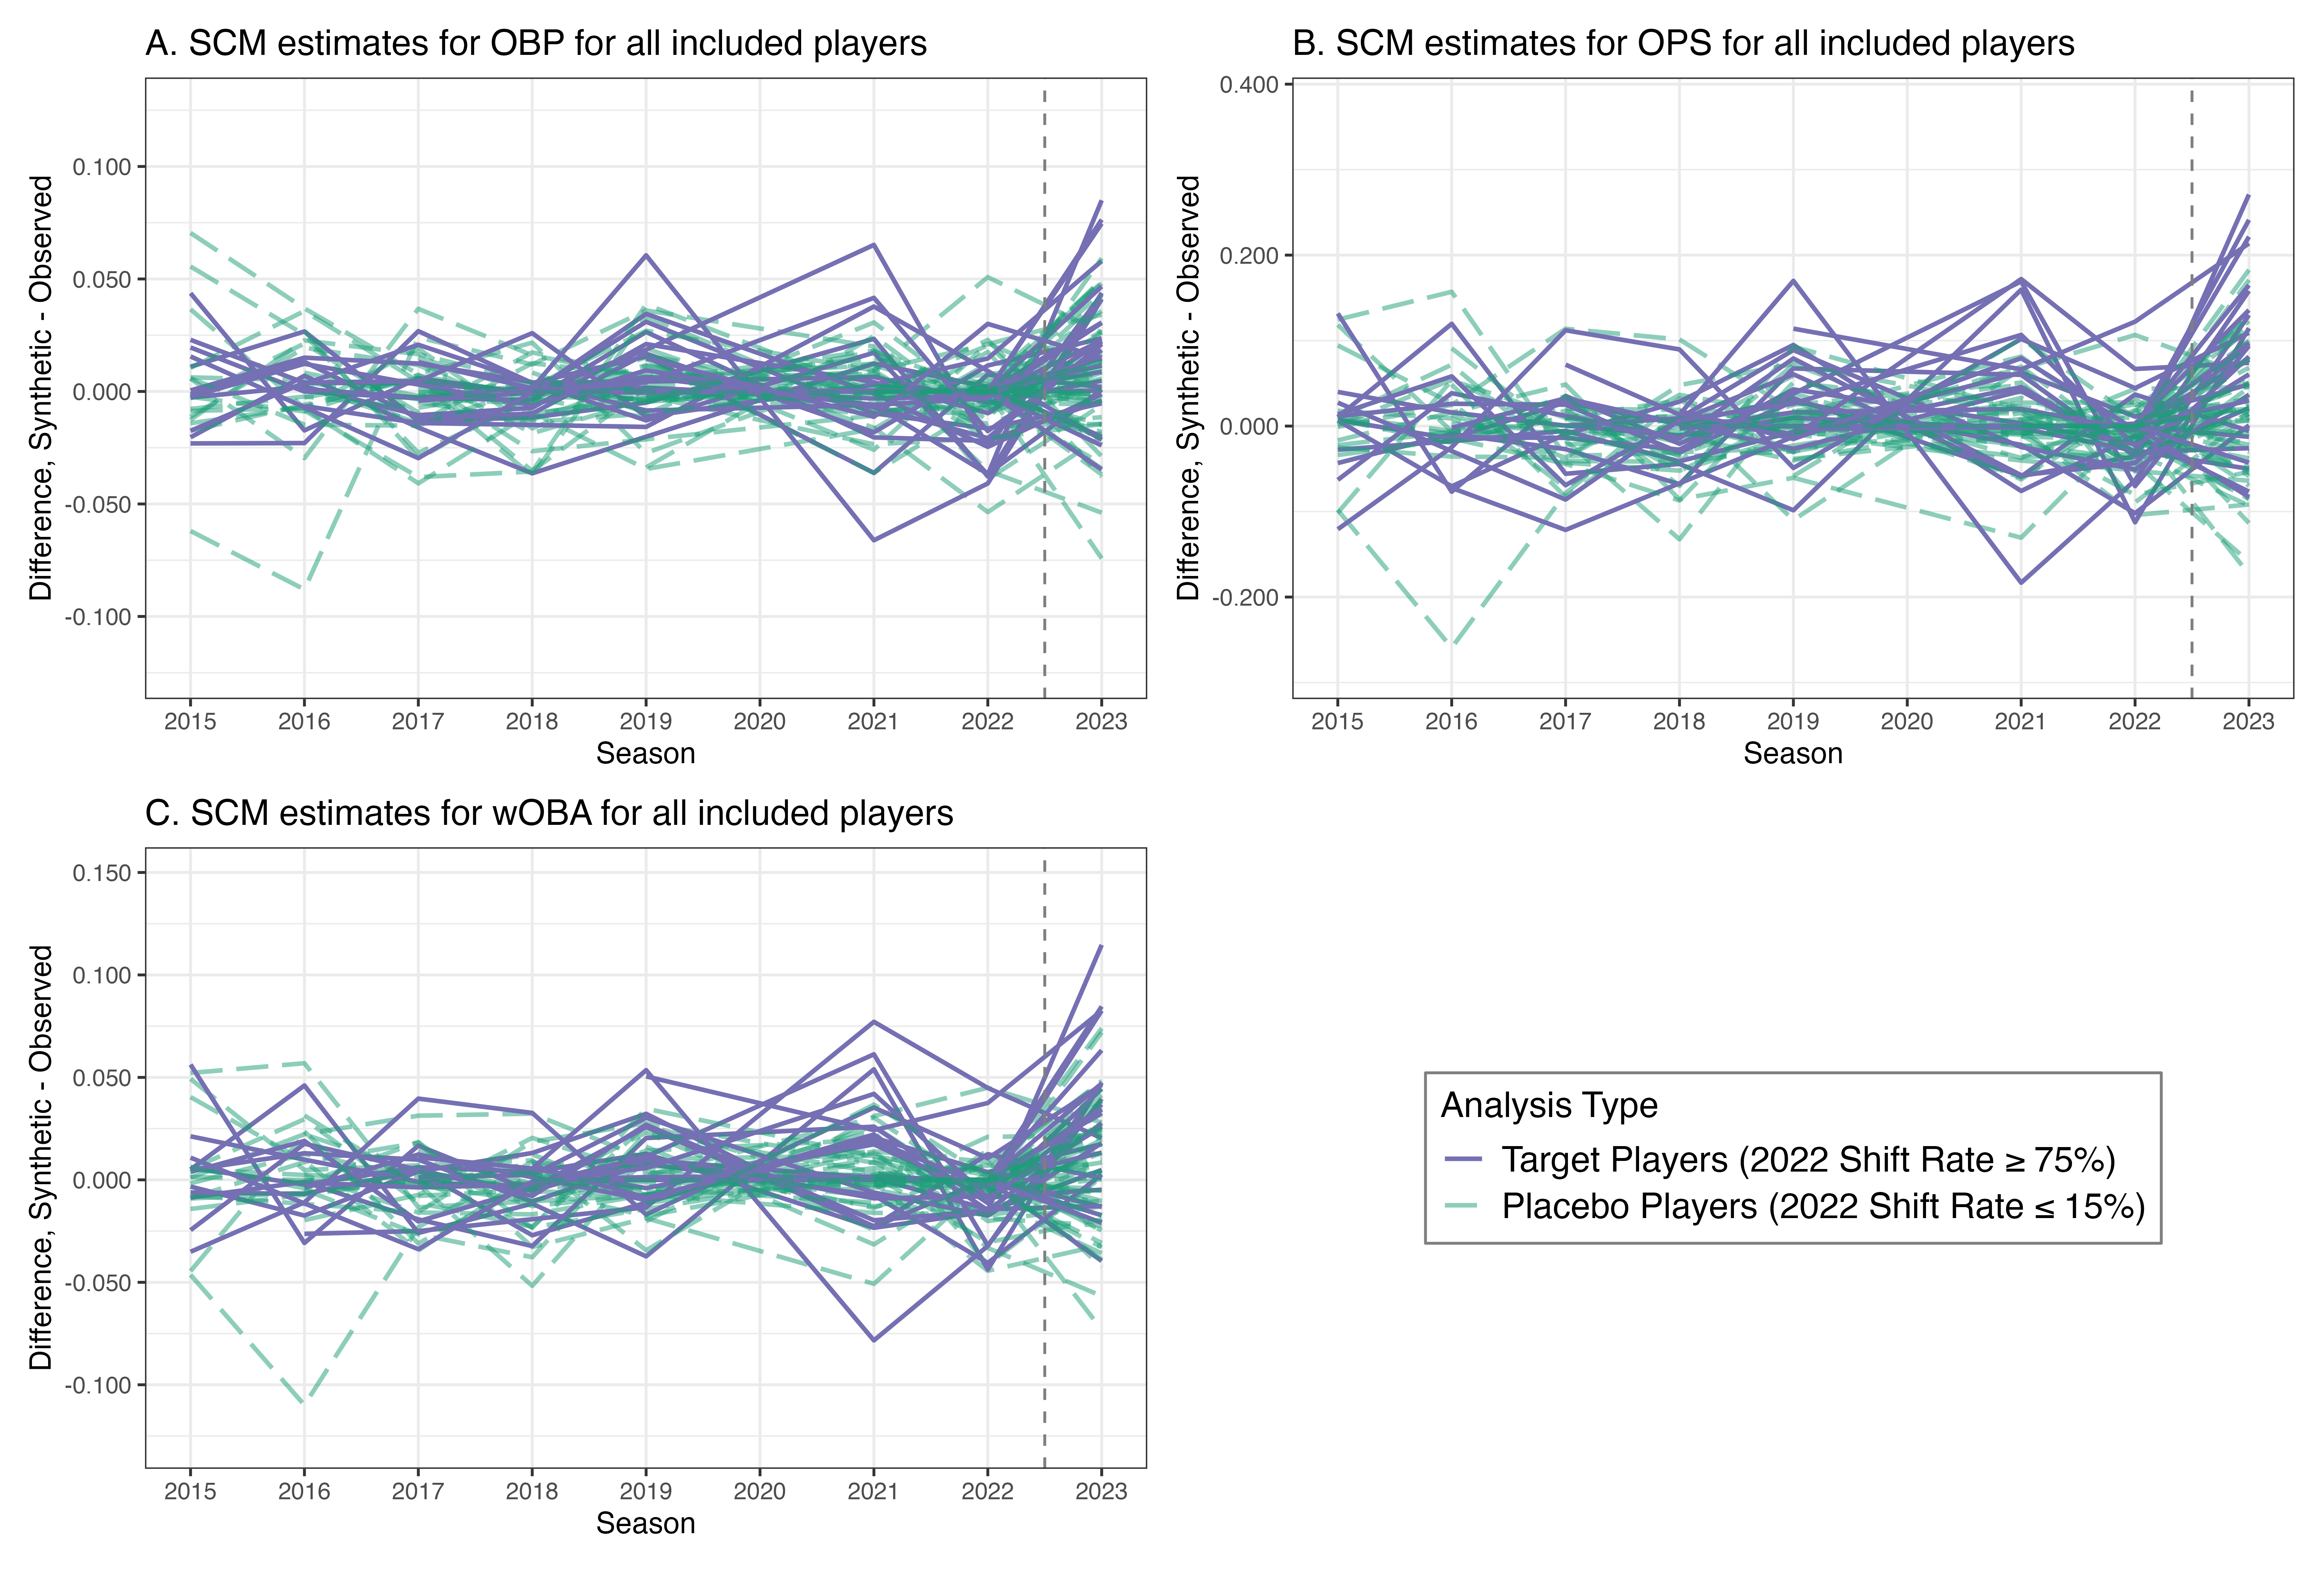 A. SCM estimates for OBP for all included players
Difference, Synthetic - Observed
0.100
0.050
0.000
-0.050
-0.100
2015 2016 2017 2018 2019 2020 2021 2022 2023
Season
B. SCM estimates for OPS for all included players
Difference, Synthetic - Observed
0.400
0.200
0.000
-0.200
2015 2016 2017 2018 2019 2020 2021 2022 2023
Season
C. SCM estimates for wOBA for all included players
Difference, Synthetic - Observed
0.150
0.100
0.050
0.000
-0.050
-0.100
2015 2016 2017 2018 2019 2020 2021 2022 2023
Season
Analysis Type
Target Players (2022 Shift Rate ≥ 75%)
Placebo Players (2022 Shift Rate ≤ 15%)